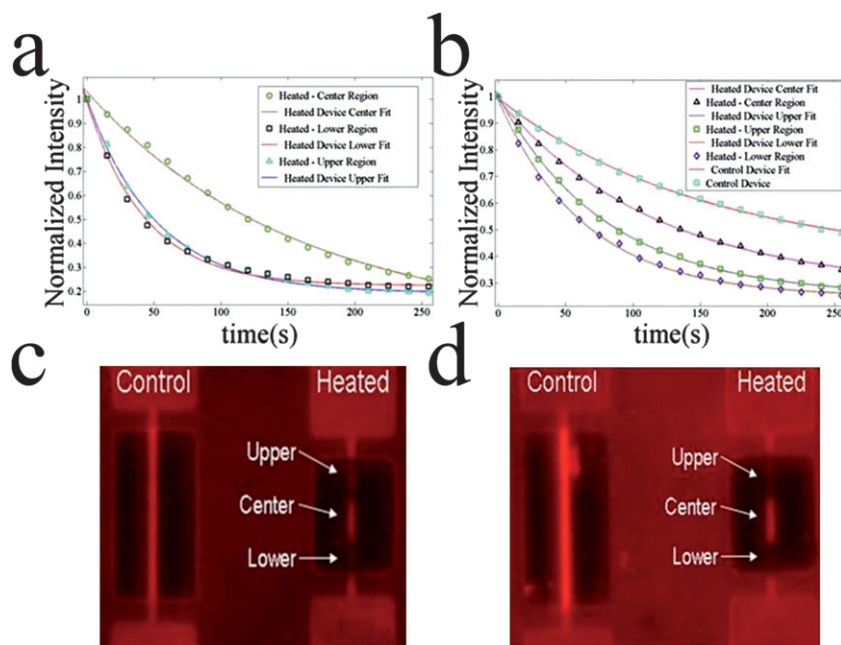 a
Normalized Intensity
1
0.9
0.8
0.7
0.6
0.5
0.4
0.3
0.2
0
50
100
150
200
250
time(s)
Heated - Center Region
Heated Device Center Fit
Heated - Lower Region
Heated Device Lower Fit
Heated - Upper Region
Heated Device Upper Fit
b
Normalized Intensity
1
0.9
0.8
0.7
0.6
0.5
0.4
0.3
0
50
100
150
200
250
time(s)
Heated Device Center Fit
Heated - Center Region
Heated Device Upper Fit
Heated - Upper Region
Heated Device Lower Fit
Heated - Lower Region
Control Device Fit
Control Device
c
Control
Heated
Upper
Center
Lower
d
Control
Heated
Upper
Center
Lower